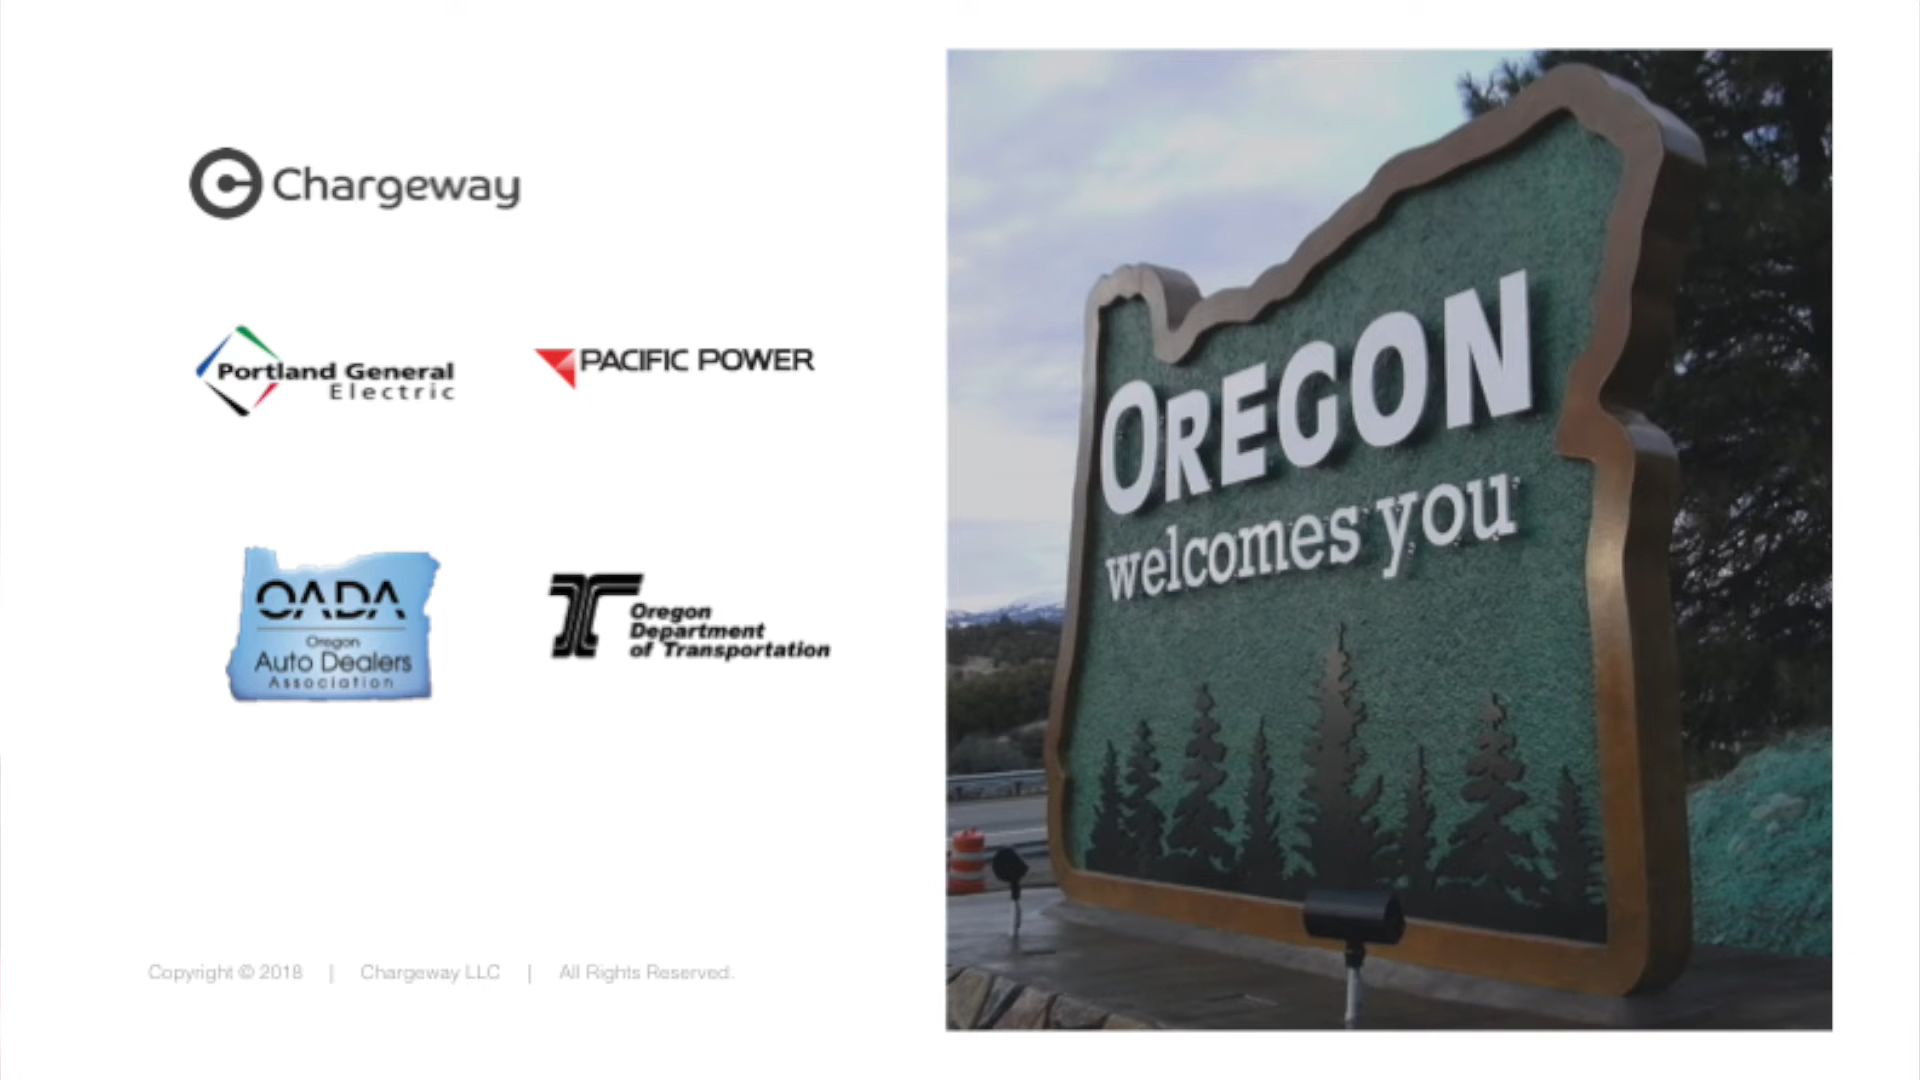 Chargeway
Portland General
Electric
PACIFIC POWER
OADA
Oregon
Auto Dealers
Association
Oregon
Department
of Transportation
Copyright © 2018 | Chargeway LLC | All Rights Reserved.
OREGON
welcomes you